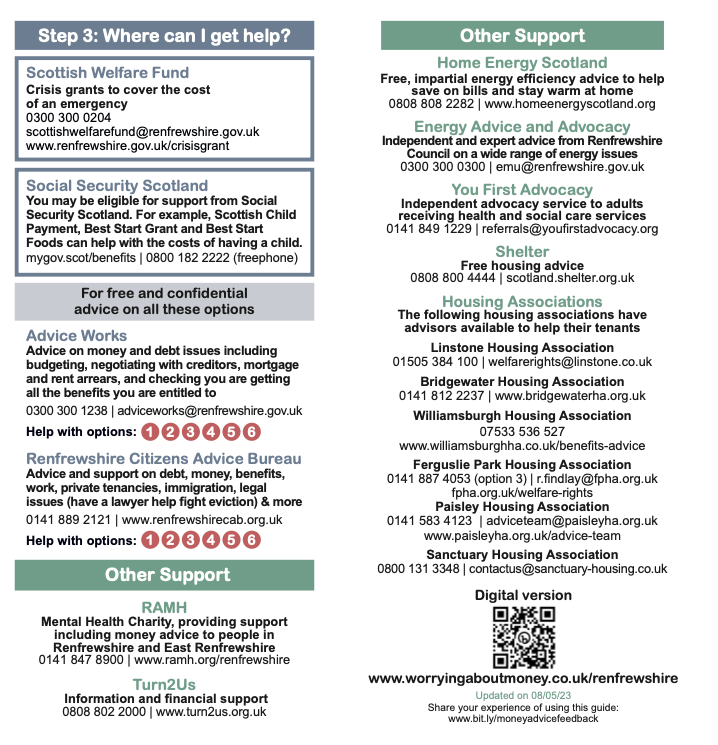 Step 3: Where can I get help?
Scottish Welfare Fund
Crisis grants to cover the cost
of an emergency
0300 300 0204
scottishwelfarefund@renfrewshire.gov.uk
www.renfrewshire.gov.uk/crisisgrant
Social Security Scotland
You may be eligible for support from Social
Security Scotland. For example, Scottish Child
Payment, Best Start Grant and Best Start
Foods can help with the costs of having a child.
mygov.scot/benefits | 0800 182 2222 (freephone)
For free and confidential
advice on all these options
Advice Works
Advice on money and debt issues including
budgeting, negotiating with creditors, mortgage
and rent arrears, and checking you are getting
all the benefits you are entitled to
0300 300 1238 | adviceworks@renfrewshire.gov.uk
Help with options: 1 2 3 4 5 6
Renfrewshire Citizens Advice Bureau
Advice and support on debt, money, benefits,
work, private tenancies, immigration, legal
issues (have a lawyer help fight eviction) & more
0141 889 2121 | www.renfrewshirecab.org.uk
Help with options: 1 2 3 4 5 6
Other Support
RAMH
Mental Health Charity, providing support
including money advice to people in
Renfrewshire and East Renfrewshire
0141 847 8900 | www.ramh.org/renfrewshire
Turn2Us
Information and financial support
0808 802 2000 | www.turn2us.org.uk
Other Support
Home Energy Scotland
Free, impartial energy efficiency advice to help
save on bills and stay warm at home
0808 808 2282 | www.homeenergyscotland.org
Energy Advice and Advocacy
Independent and expert advice from Renfrewshire
Council on a wide range of energy issues
0300 300 0300 | emu@renfrewshire.gov.uk
You First Advocacy
Independent advocacy service to adults
receiving health and social care services
0141 849 1229 | referrals@youfirstadvocacy.org
Shelter
Free housing advice
0808 800 4444 | scotland.shelter.org.uk
Housing Associations
The following housing associations have
advisors available to help their tenants
Linstone Housing Association
01505 384 100 | welfarerights@linstone.co.uk
Bridgewater Housing Association
0141 812 2237 | www.bridgewaterha.org.uk
Williamsburgh Housing Association
07533 536 527
www.williamsburghha.co.uk/benefits-advice
Ferguslie Park Housing Association
0141 887 4053 (option 3) | r.findlay@fpha.org.uk
fpha.org.uk/welfare-rights
Paisley Housing Association
0141 583 4123 | adviceteam@paisleyha.org.uk
www.paisleyha.org.uk/advice-team
Sanctuary Housing Association
0800 131 3348 | contactus@sanctuary-housing.co.uk
Digital version
www.worryingaboutmoney.co.uk/renfrewshire
Updated on 08/05/23
Share your experience of using this guide:
www.bit.ly/moneyadvicefeedback